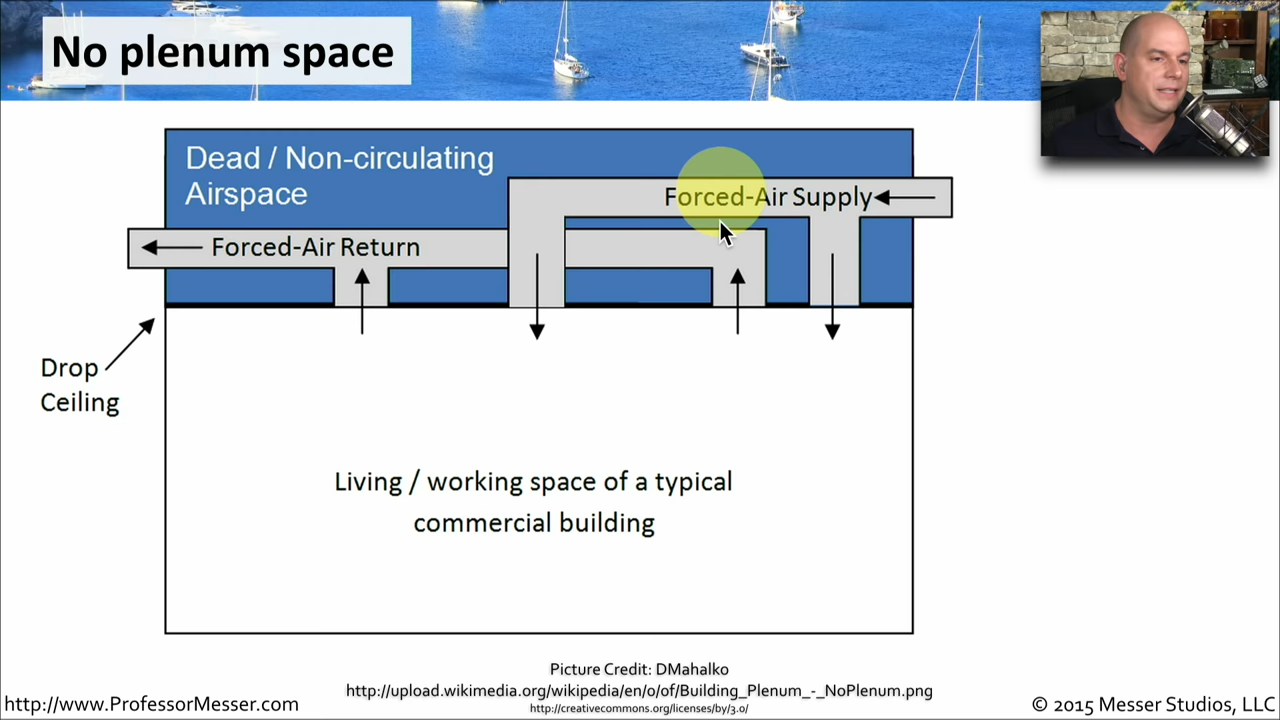 No plenum space
Dead / Non-circulating
Airspace
Forced-Air Supply
Forced-Air Return
Drop
Ceiling
Living / working space of a typical
commercial building
Picture Credit: DMahalko
http://upload.wikimedia.org/wikipedia/en/o/of/Building_Plenum_-_NoPlenum.png
http://creativecommons.org/licenses/by/3.0/
http://www.ProfessorMesser.com
© 2015 Messer Studios, LLC